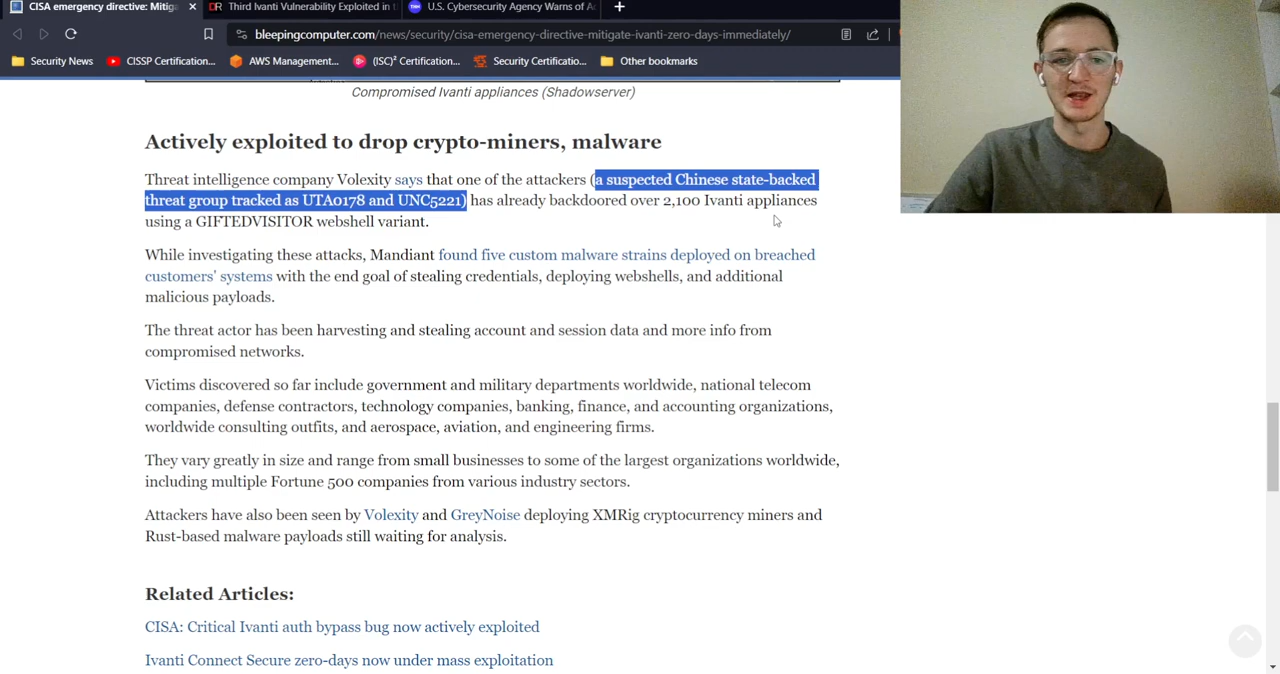 CISA emergency directive: Mitig
Third Ivanti Vulnerability Exploited in
U.S. Cybersecurity Agency Warns of
bleepingcomputer.com/news/security/cisa-emergency-directive-mitigate-ivanti-zero-days-immediately/
Security News
CISSP Certification...
AWS Management...
(ISC)² Certification...
Security Certificatio...
Other bookmarks
Compromised Ivanti appliances (Shadowserver)
Actively exploited to drop crypto-miners, malware
Threat intelligence company Volexity says that one of the attackers (a suspected Chinese state-backed
threat group tracked as UTA0178 and UNC5221) has already backdoored over 2,100 Ivanti appliances
using a GIFTEDVISITOR webshell variant.
While investigating these attacks, Mandiant found five custom malware strains deployed on breached
customers' systems with the end goal of stealing credentials, deploying webshells, and additional
malicious payloads.
The threat actor has been harvesting and stealing account and session data and more info from
compromised networks.
Victims discovered so far include government and military departments worldwide, national telecom
companies, defense contractors, technology companies, banking, finance, and accounting organizations,
worldwide consulting outfits, and aerospace, aviation, and engineering firms.
They vary greatly in size and range from small businesses to some of the largest organizations worldwide,
including multiple Fortune 500 companies from various industry sectors.
Attackers have also been seen by Volexity and GreyNoise deploying XMRig cryptocurrency miners and
Rust-based malware payloads still waiting for analysis.
Related Articles:
CISA: Critical Ivanti auth bypass bug now actively exploited
Ivanti Connect Secure zero-days now under mass exploitation